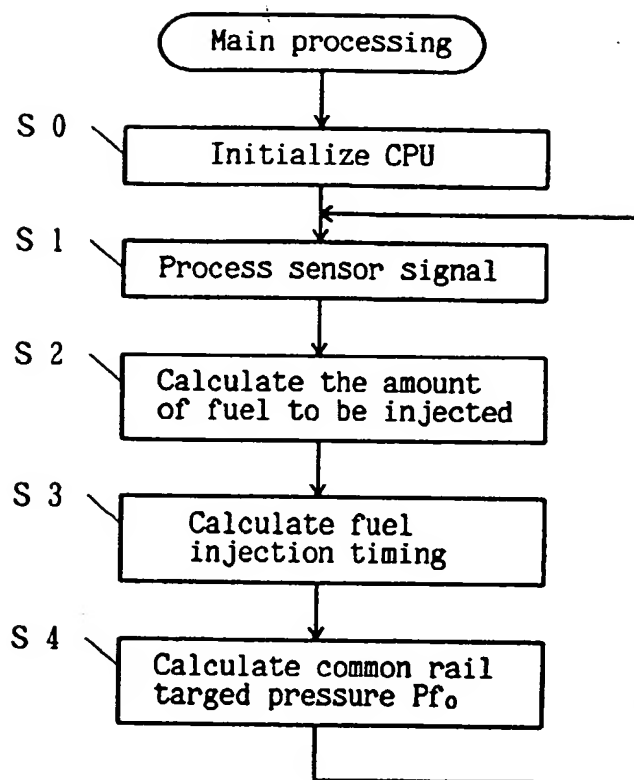 Main processing
S 0
Initialize CPU
S 1
Process sensor signal
S 2
Calculate the amount
of fuel to be injected
S 3
Calculate fuel
injection timing
S 4
Calculate common rail
targed pressure Pf₀